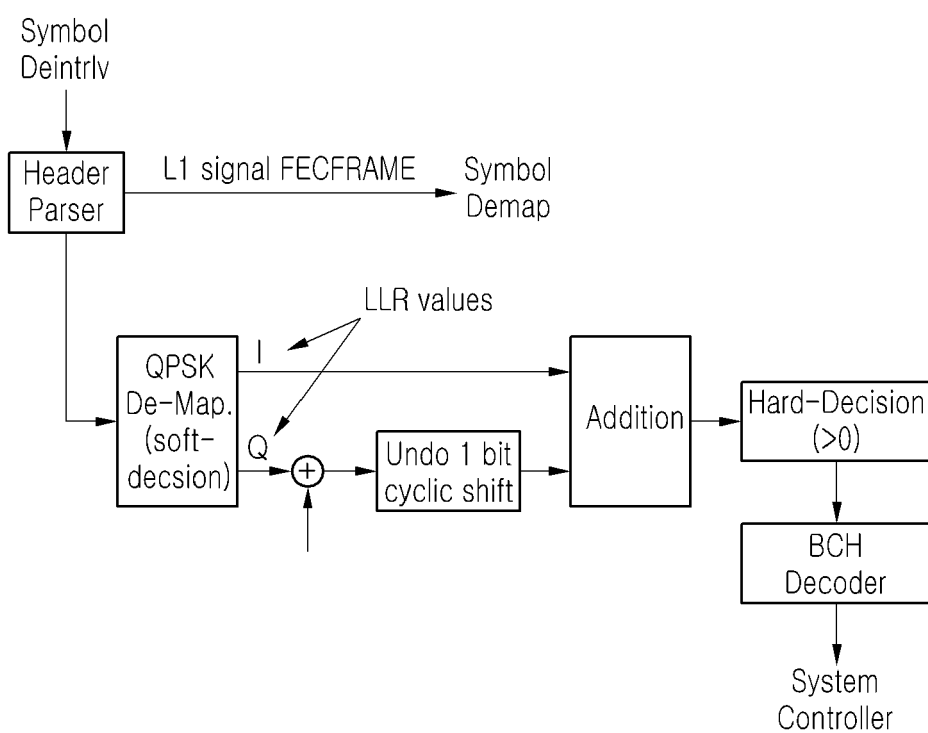 Symbol
Deintrlv
Header
Parser
L1 signal FECFRAME
Symbol
Demap
LLR values
QPSK
De-Map.
(soft-
decsion)
I
Q
+
Undo 1 bit
cyclic shift
Addition
Hard-Decision
(>0)
BCH
Decoder
System
Controller